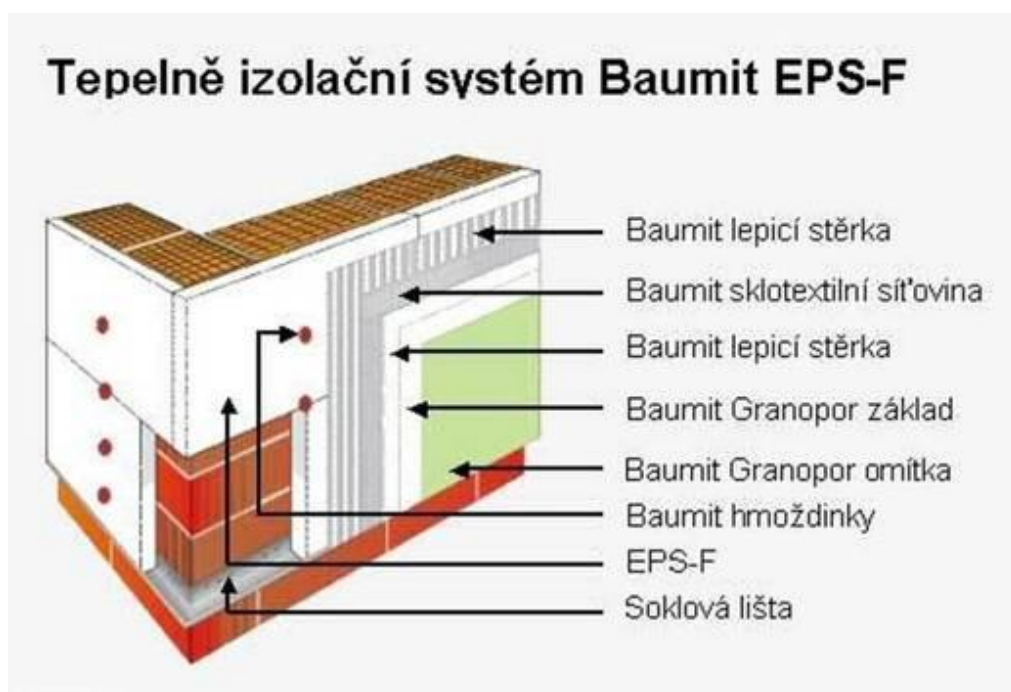 Tepelně izolační systém Baumit EPS-F
Baumit lepicí stěrka
Baumit sklotextilní síťovina
Baumit lepicí stěrka
Baumit Granopor základ
Baumit Granopor omítka
Baumit hmoždinky
EPS-F
Soklová lišta